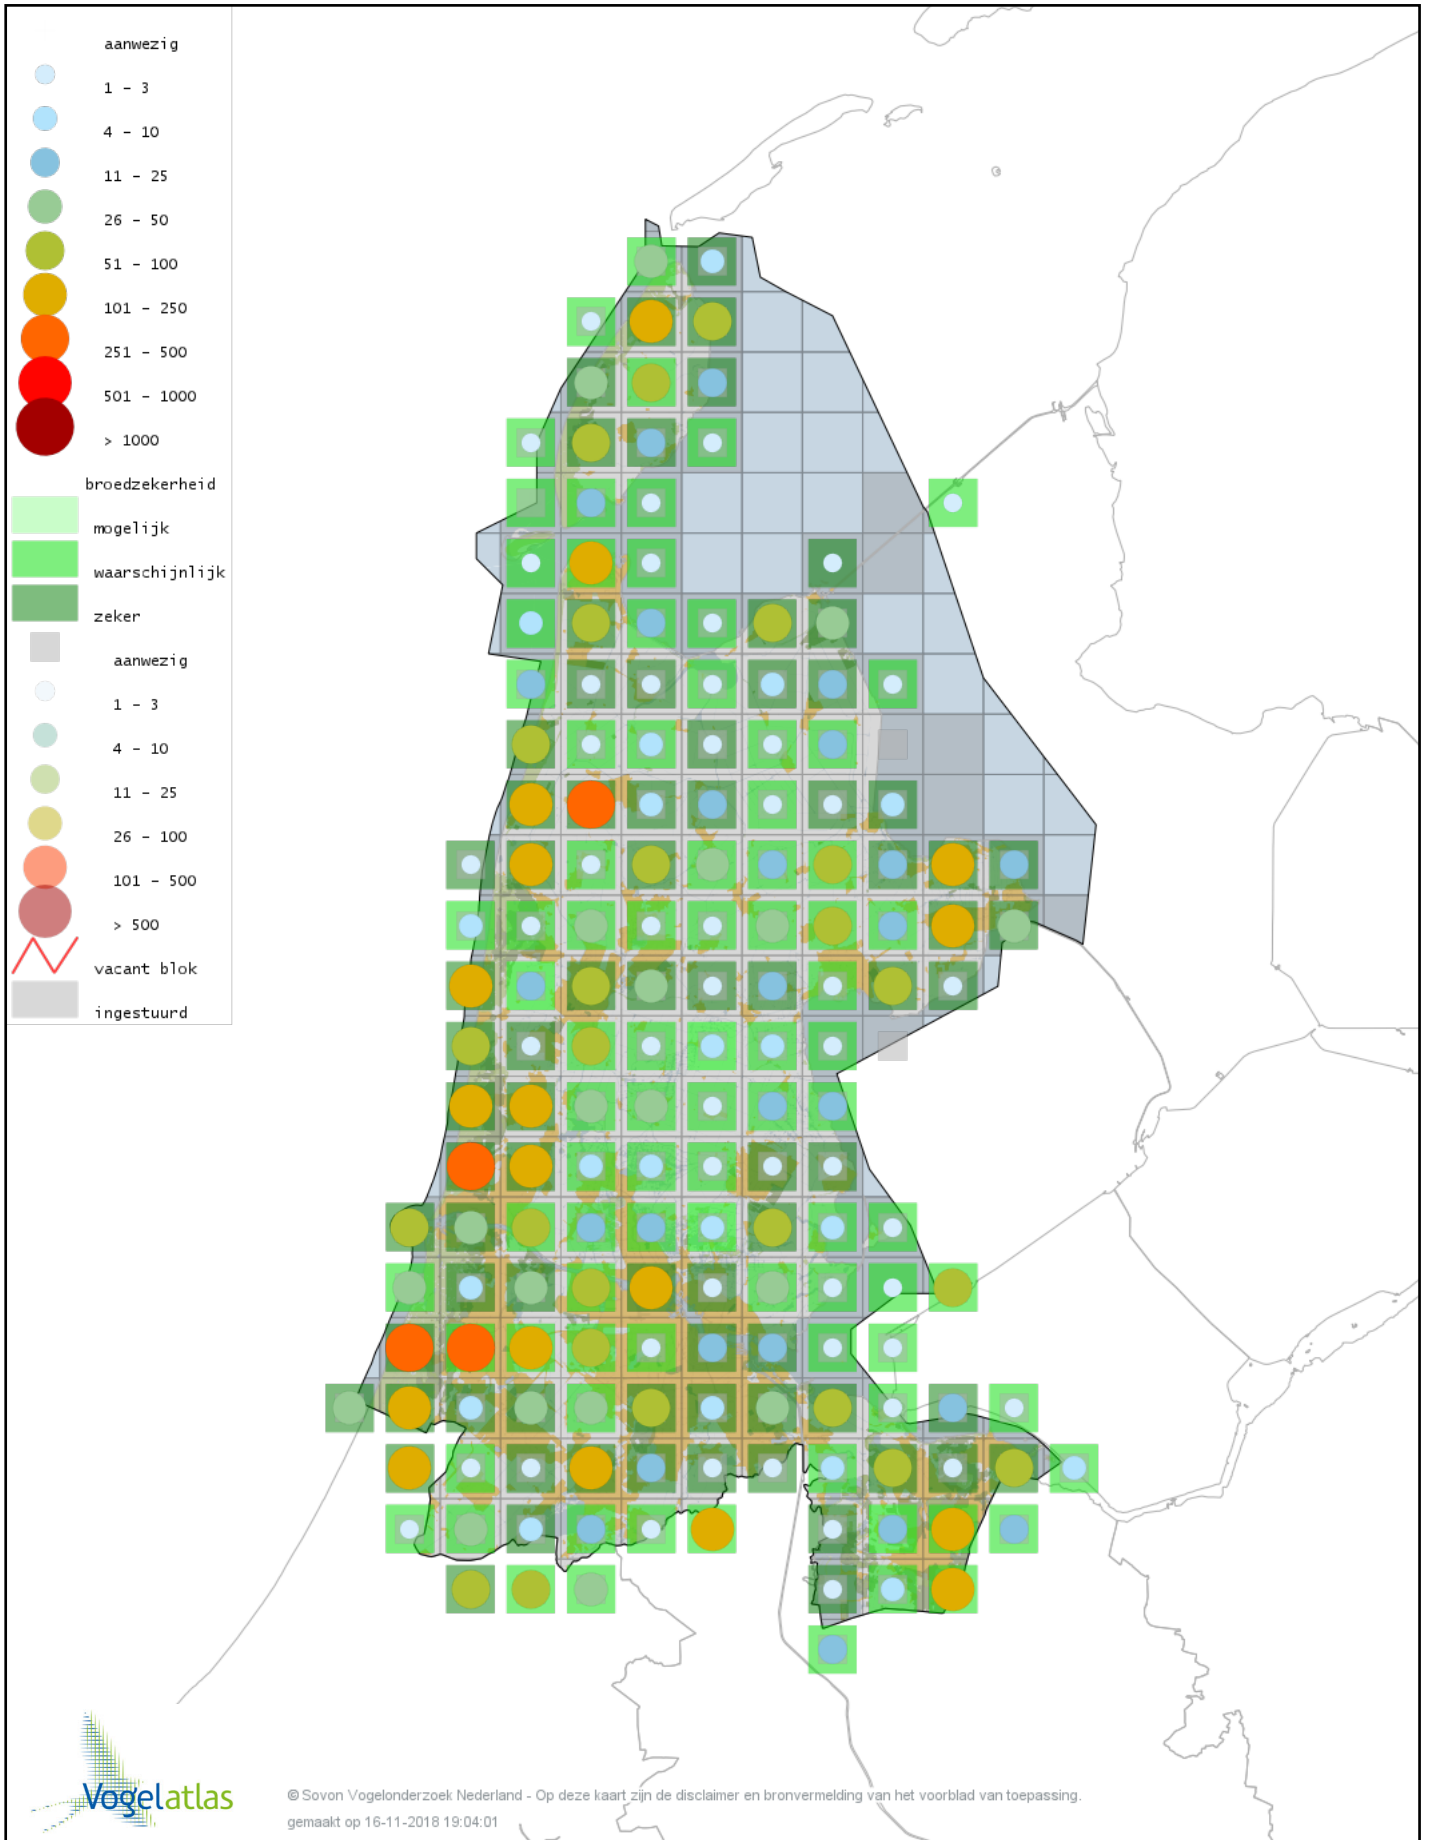 aanwezig
1 - 3
4 - 10
11 - 25
26 - 50
51 - 100
101 - 250
251 - 500
501 - 1000
> 1000
broedzekerheid
mogelijk
waarschijnlijk
zeker
aanwezig
1 - 3
4 - 10
11 - 25
26 - 100
101 - 500
> 500
vacant blok
ingestuurd
Vogelatlas
© Sovon Vogelonderzoek Nederland - Op deze kaart zijn de disclaimer en bronvermelding van het voorblad van toepassing.
gemaakt op 16-11-2018 19:04:01